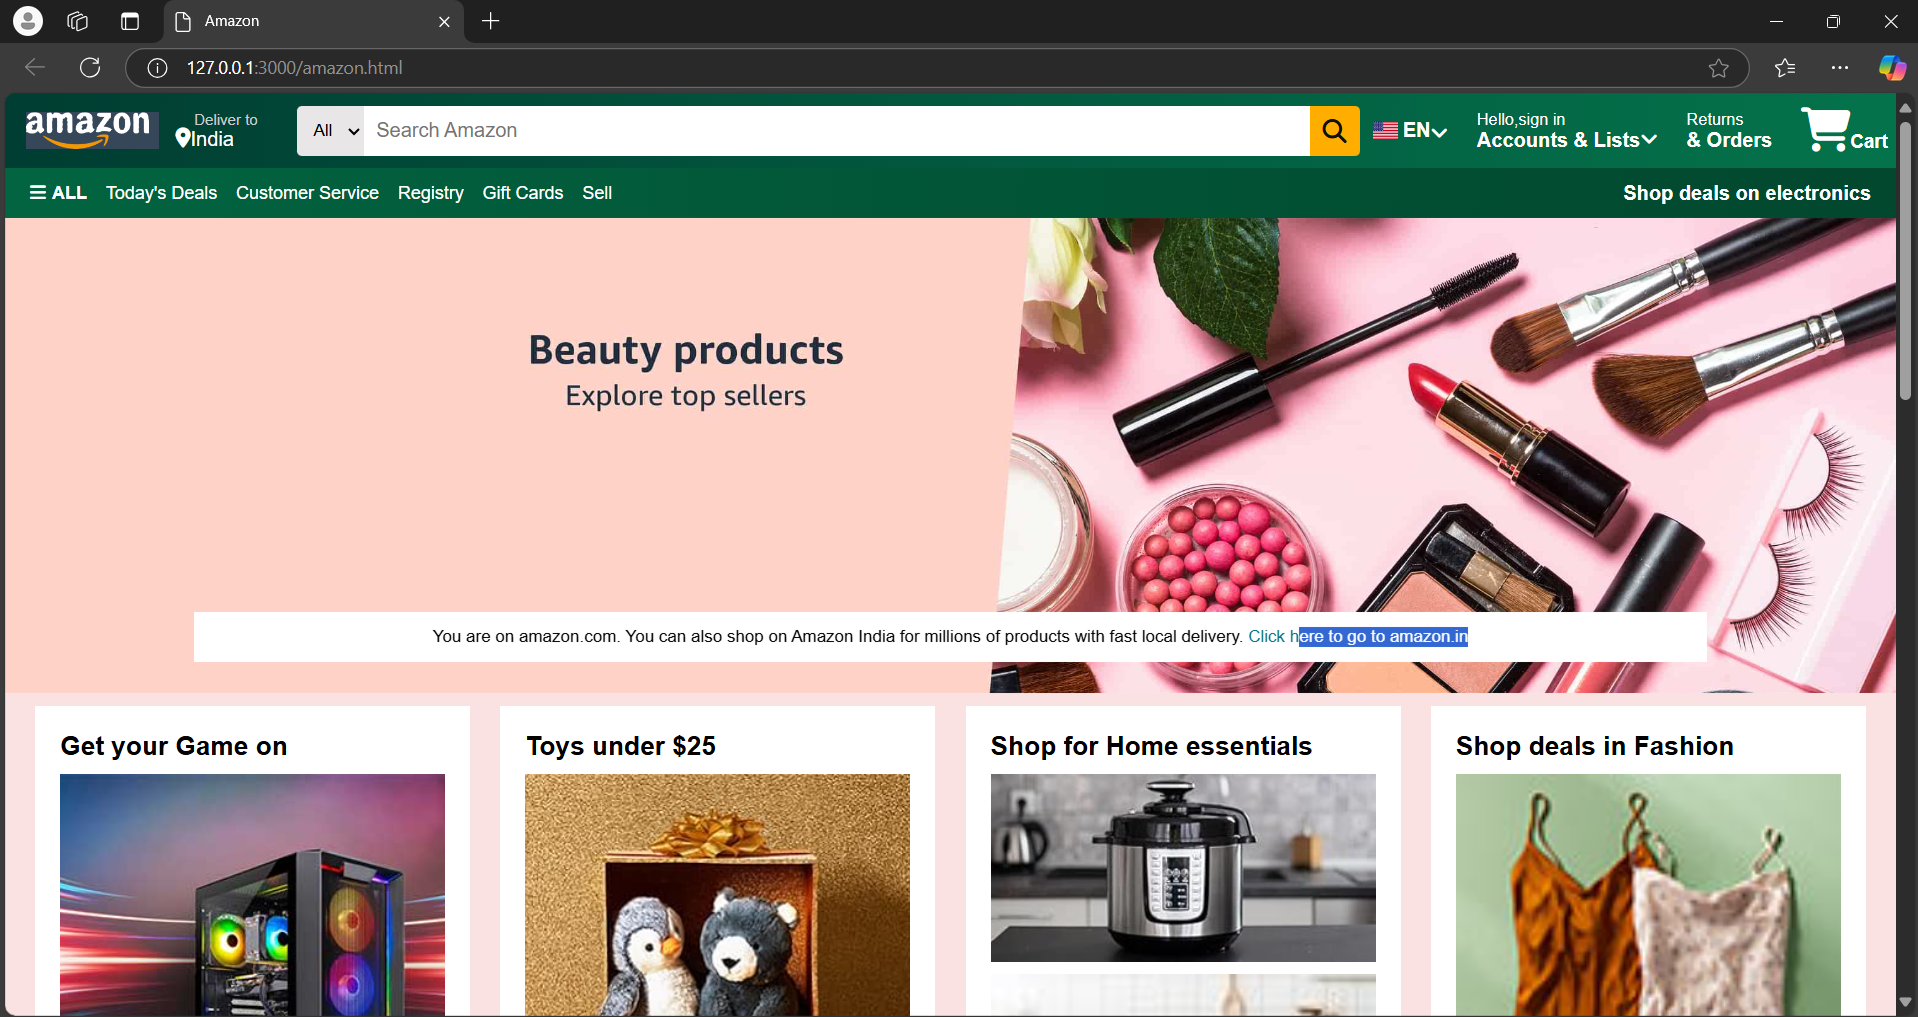 Amazon
127.0.0.1:3000/amazon.html
amazon
Deliver to
India
All
Search Amazon
EN
Hello,sign in
Accounts & Lists
Returns
& Orders
Cart
ALL Today's Deals Customer Service Registry Gift Cards Sell
Shop deals on electronics
Beauty products
Explore top sellers
You are on amazon.com. You can also shop on Amazon India for millions of products with fast local delivery. Click here to go to amazon.in
Get your Game on
Toys under $25
Shop for Home essentials
Shop deals in Fashion